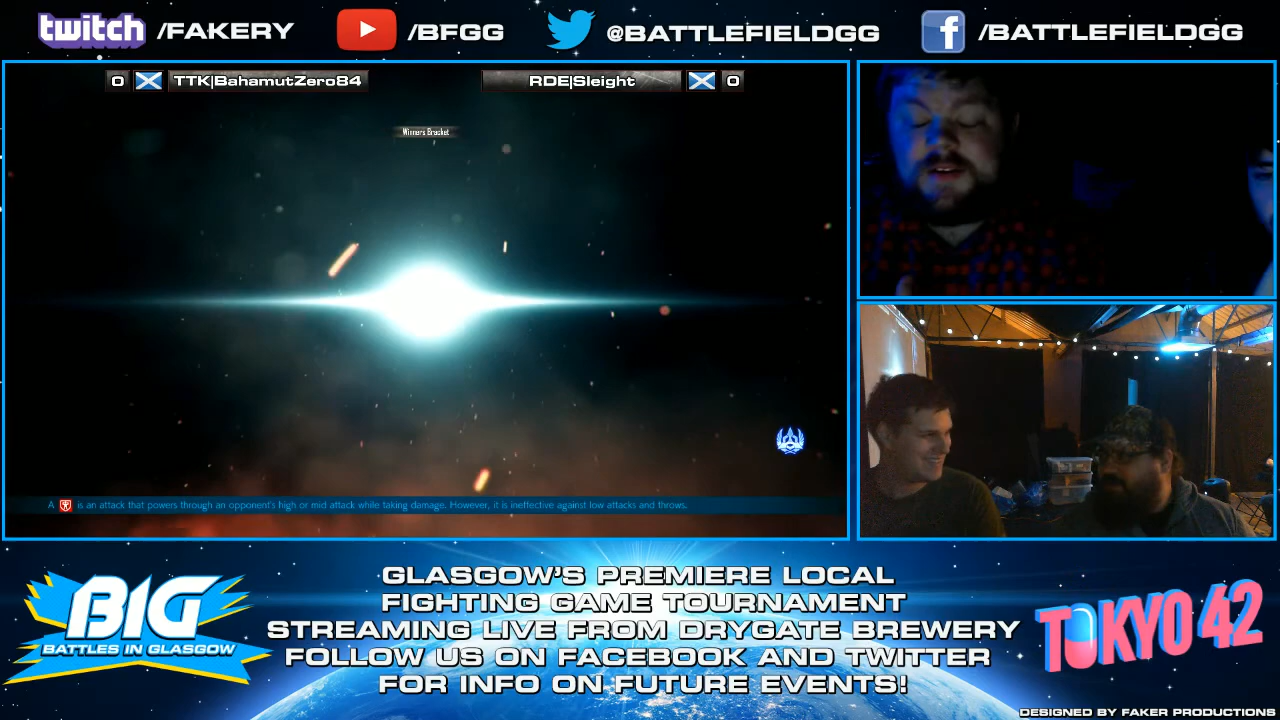 twitch /FAKERY
/BFGG
@BATTLEFIELDGG
/BATTLEFIELDGG
0 TTK|BahamutZero84
RDE|Sleight 0
Winners Bracket
A is an attack that powers through an opponent's high or mid attack while taking damage. However, it is ineffective against low attacks and throws.
BIG
BATTLES IN GLASGOW
GLASGOW'S PREMIERE LOCAL
FIGHTING GAME TOURNAMENT
STREAMING LIVE FROM DRYGATE BREWERY
FOLLOW US ON FACEBOOK AND TWITTER
FOR INFO ON FUTURE EVENTS!
TOKYO 42
DESIGNED BY FAKER PRODUCTIONS